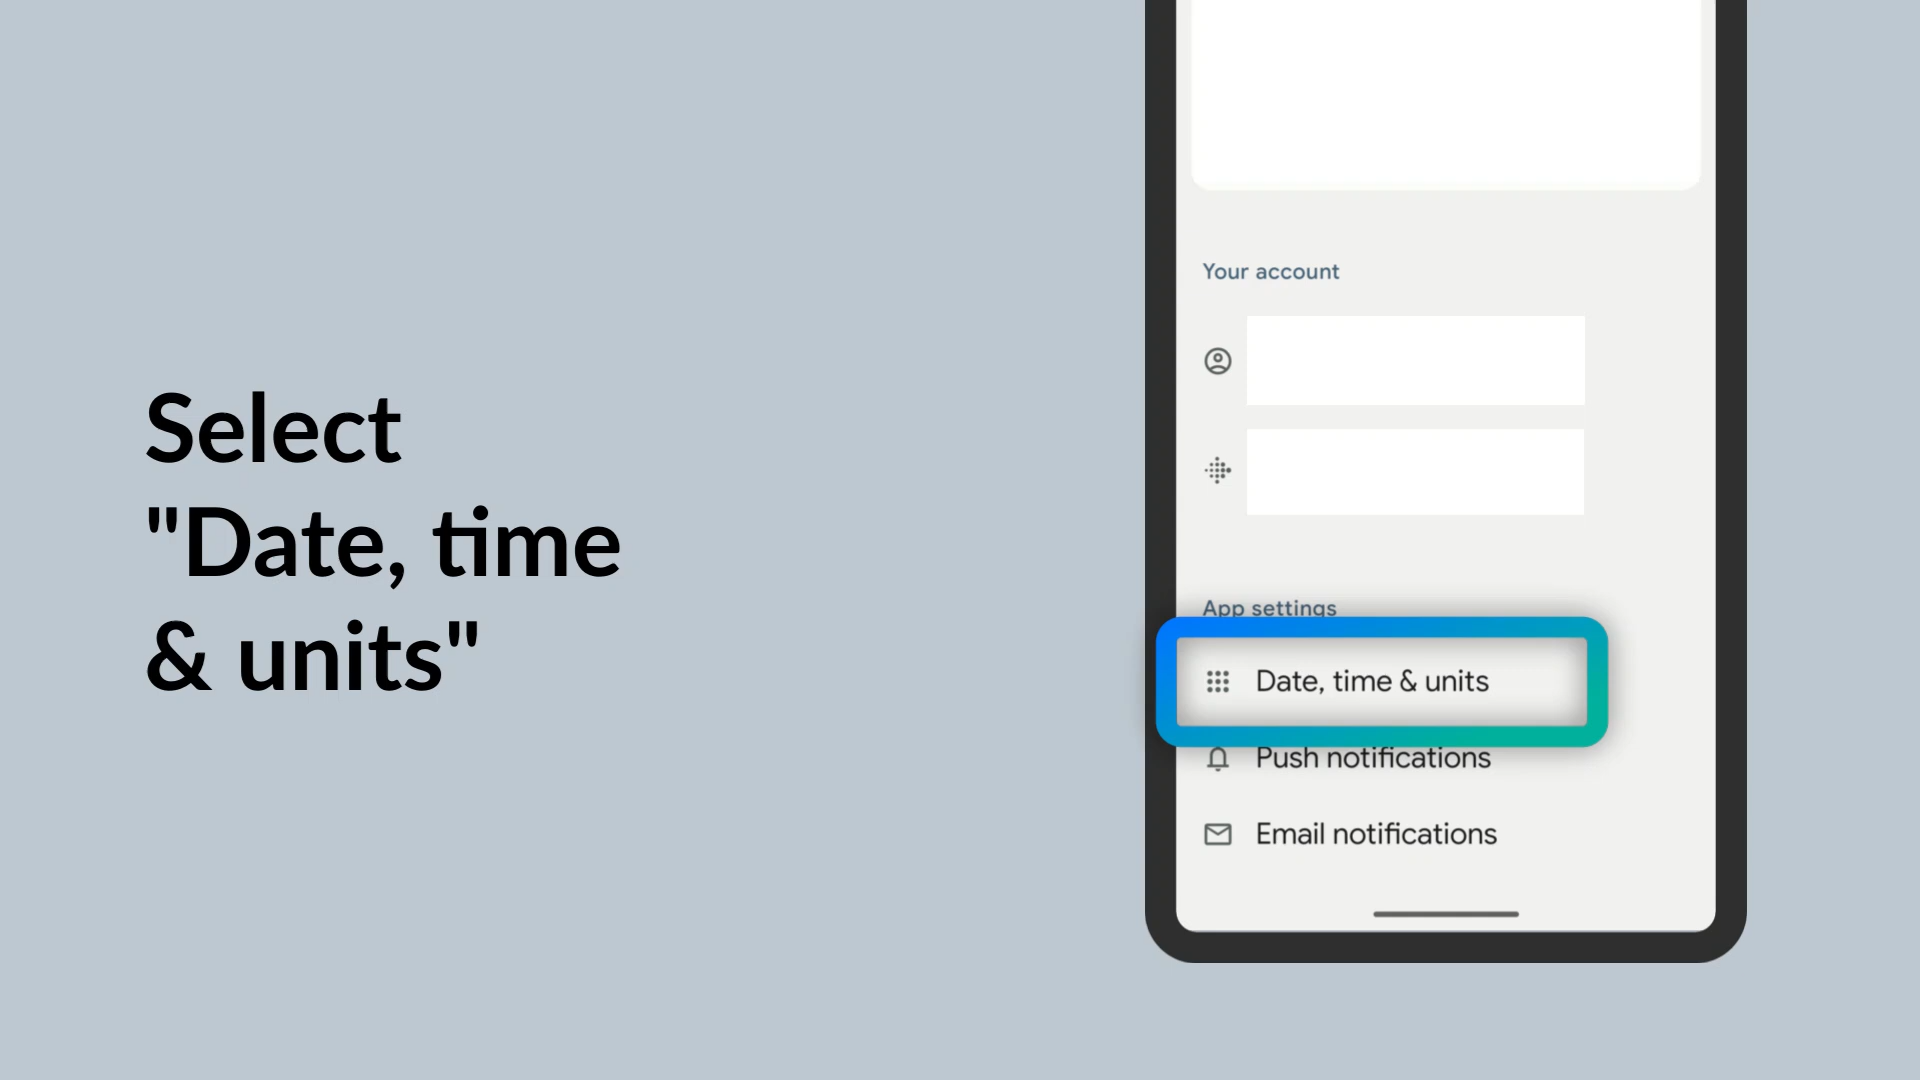 Select
"Date, time
& units"
Your account
App settings
Date, time & units
Push notifications
Email notifications